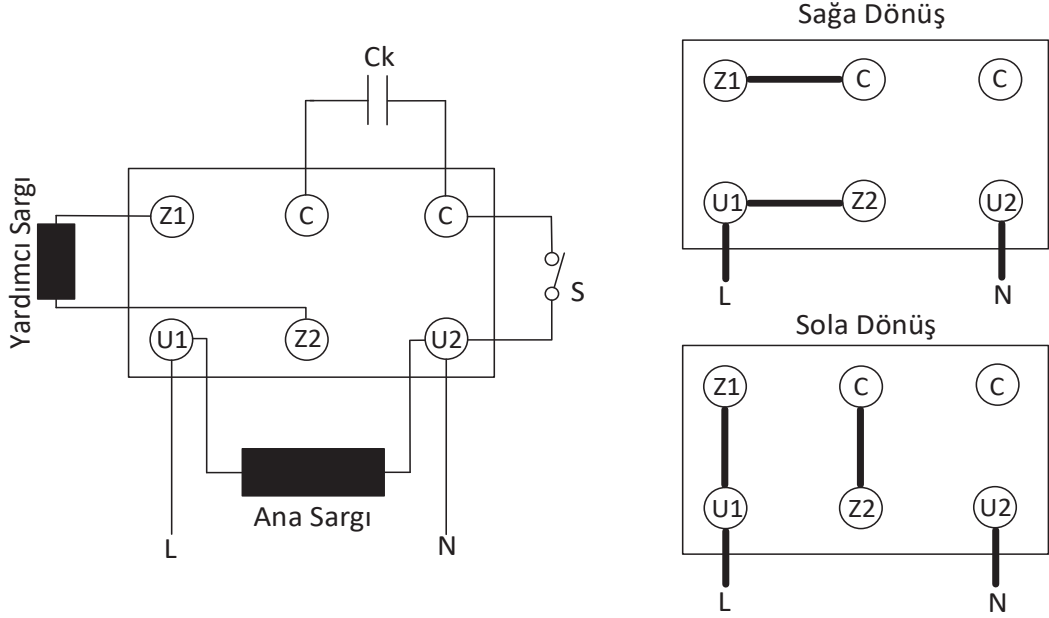 Ck
Z1
C
C
Yardımcı Sargı
S
U1
Z2
U2
Ana Sargı
L
N
Sağa Dönüş
Z1
C
C
U1
Z2
U2
L
N
Sola Dönüş
Z1
C
C
U1
Z2
U2
L
N